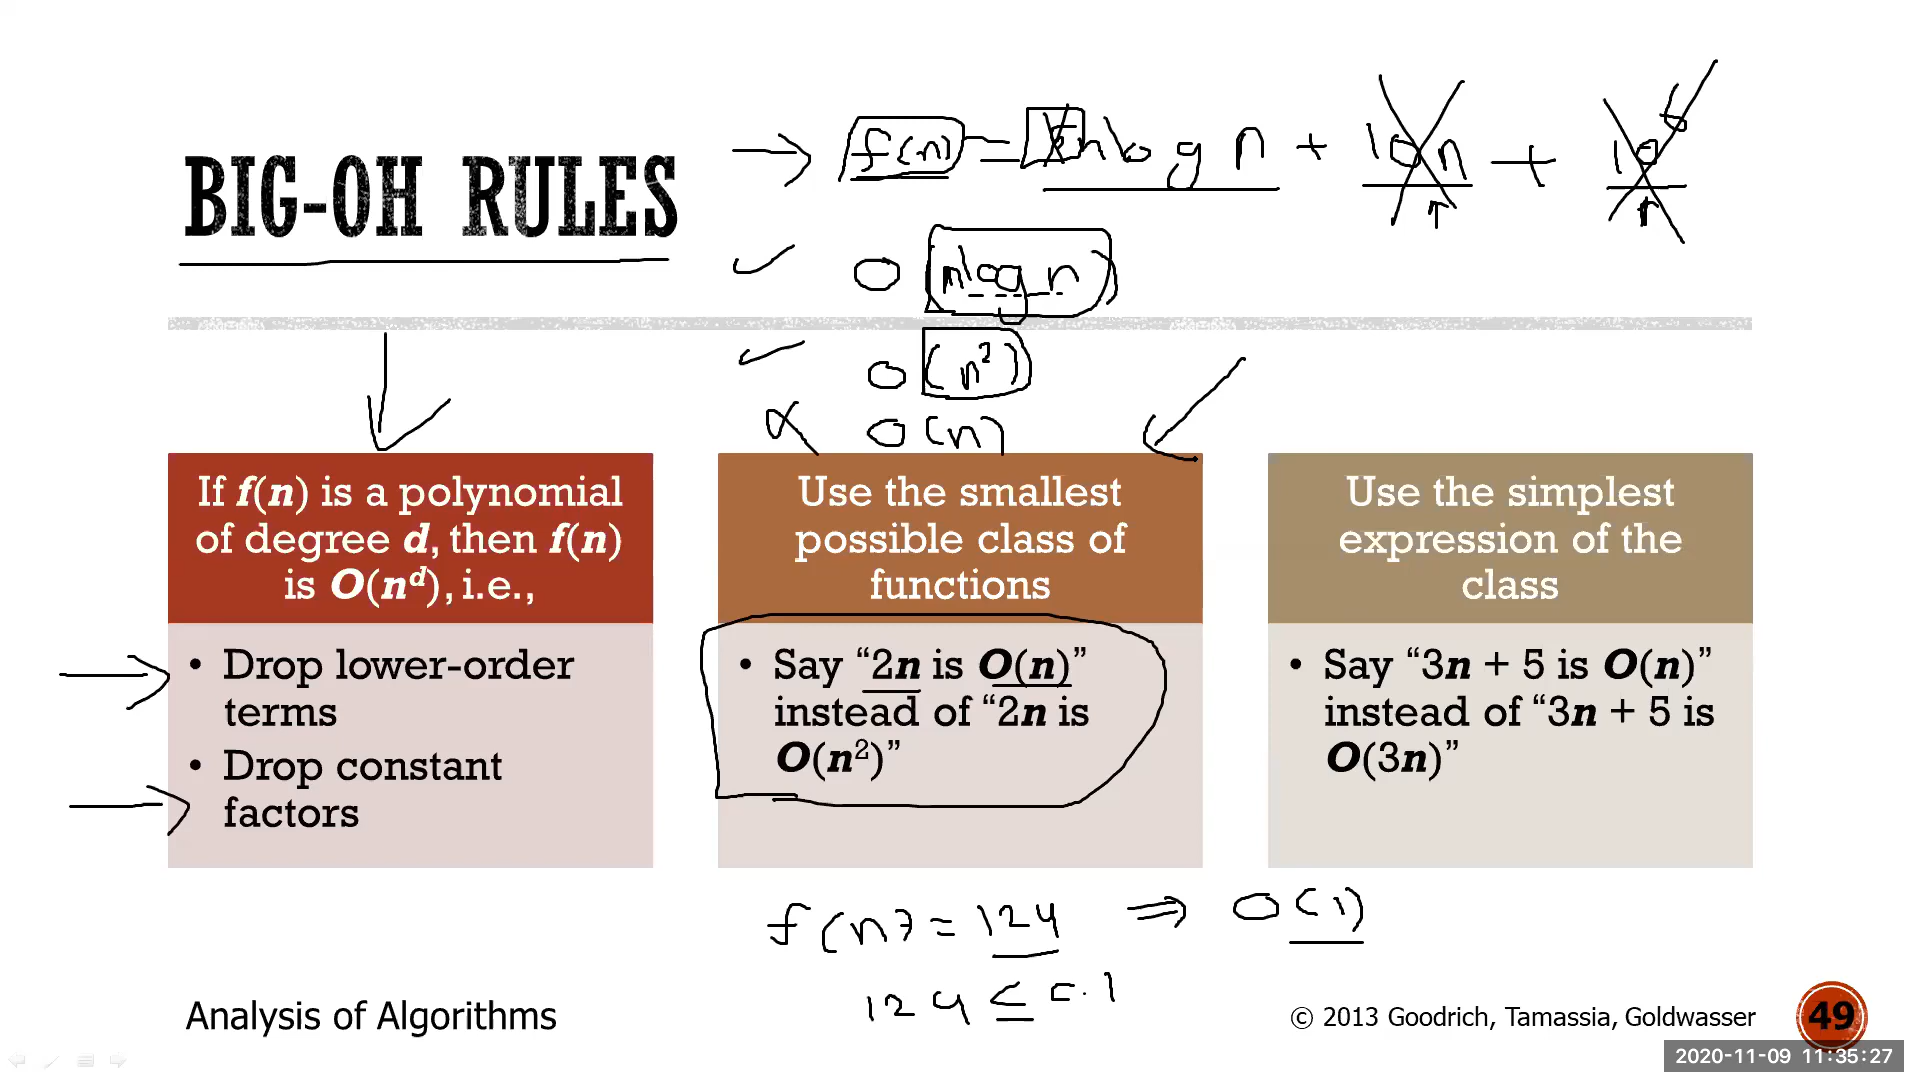 f(n) = 5n log n + 10n + 10⁶
BIG-OH RULES
O(n log n)
O(n²)
O(n)
If f(n) is a polynomial
of degree d, then f(n)
is O(nᵈ), i.e.,
• Drop lower-order
terms
• Drop constant
factors
Use the smallest
possible class of
functions
• Say “2n is O(n)”
instead of “2n is
O(n²)”
Use the simplest
expression of the
class
• Say “3n + 5 is O(n)”
instead of “3n + 5 is
O(3n)”
f(n) = 124 ⇒ O(1)
124 ≤ c.1
Analysis of Algorithms
© 2013 Goodrich, Tamassia, Goldwasser
49
2020-11-09 11:35:27